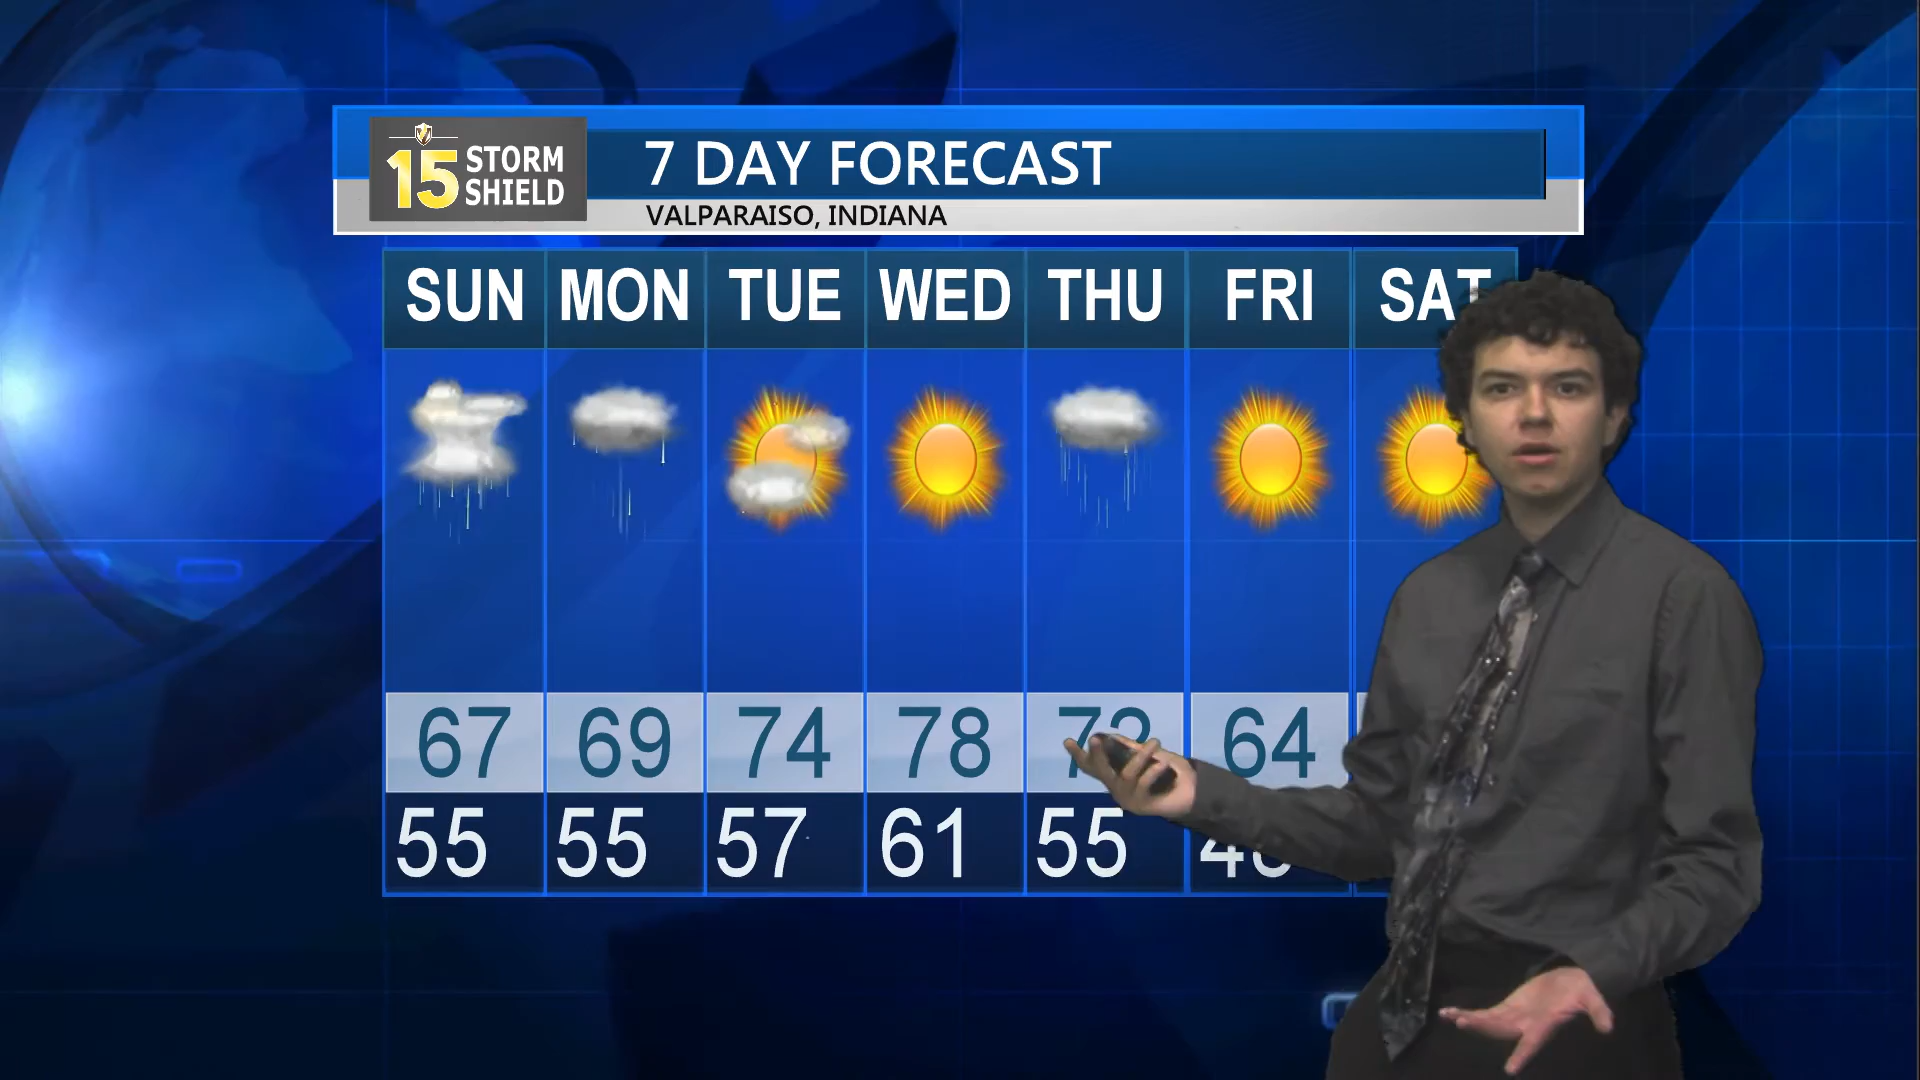 15 STORM SHIELD
7 DAY FORECAST
VALPARAISO, INDIANA
SUN MON TUE WED THU FRI SAT
67 69 74 78 64
55 55 57 61 55